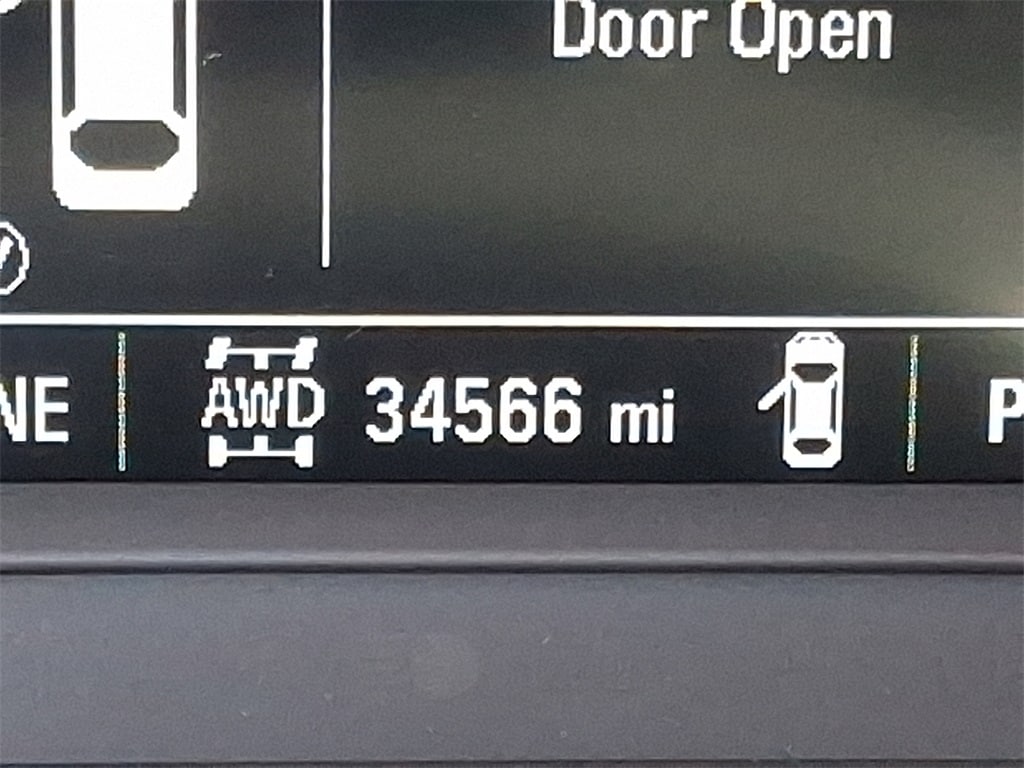 Door Open
NE AWD 34566 mi P